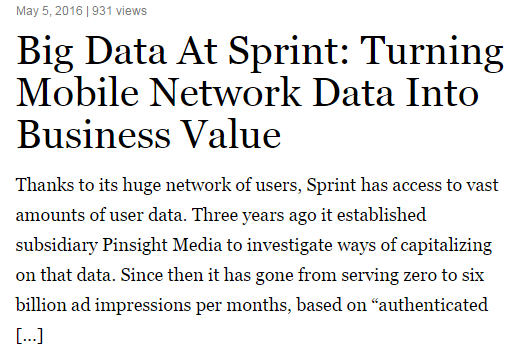 May 5, 2016 | 931 views
Big Data At Sprint: Turning
Mobile Network Data Into
Business Value
Thanks to its huge network of users, Sprint has access to vast
amounts of user data. Three years ago it established
subsidiary Pinsight Media to investigate ways of capitalizing
on that data. Since then it has gone from serving zero to six
billion ad impressions per months, based on “authenticated
[…]